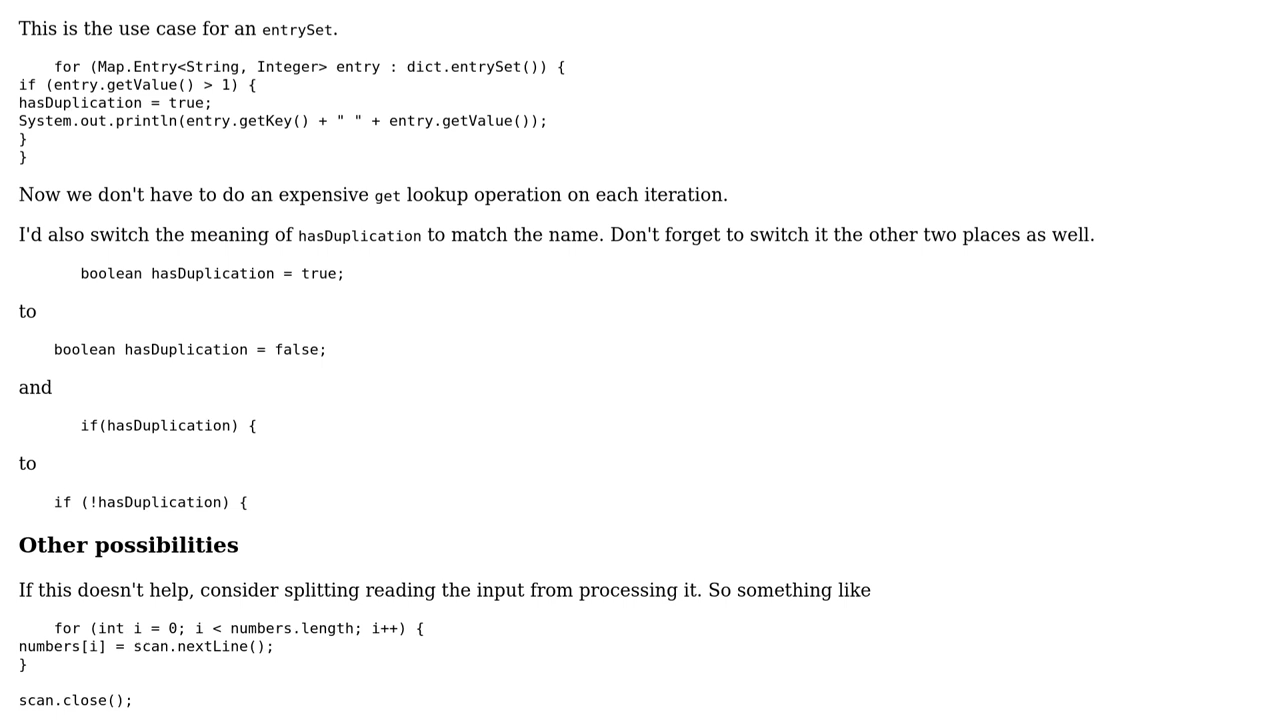 This is the use case for an entrySet.
    for (Map.Entry<String, Integer> entry : dict.entrySet()) {
if (entry.getValue() > 1) {
hasDuplication = true;
System.out.println(entry.getKey() + " " + entry.getValue());
}
}
Now we don't have to do an expensive get lookup operation on each iteration.
I'd also switch the meaning of hasDuplication to match the name. Don't forget to switch it the other two places as well.
       boolean hasDuplication = true;
to
    boolean hasDuplication = false;
and
       if(hasDuplication) {
to
    if (!hasDuplication) {
Other possibilities
If this doesn't help, consider splitting reading the input from processing it. So something like
    for (int i = 0; i < numbers.length; i++) {
numbers[i] = scan.nextLine();
}
scan.close();